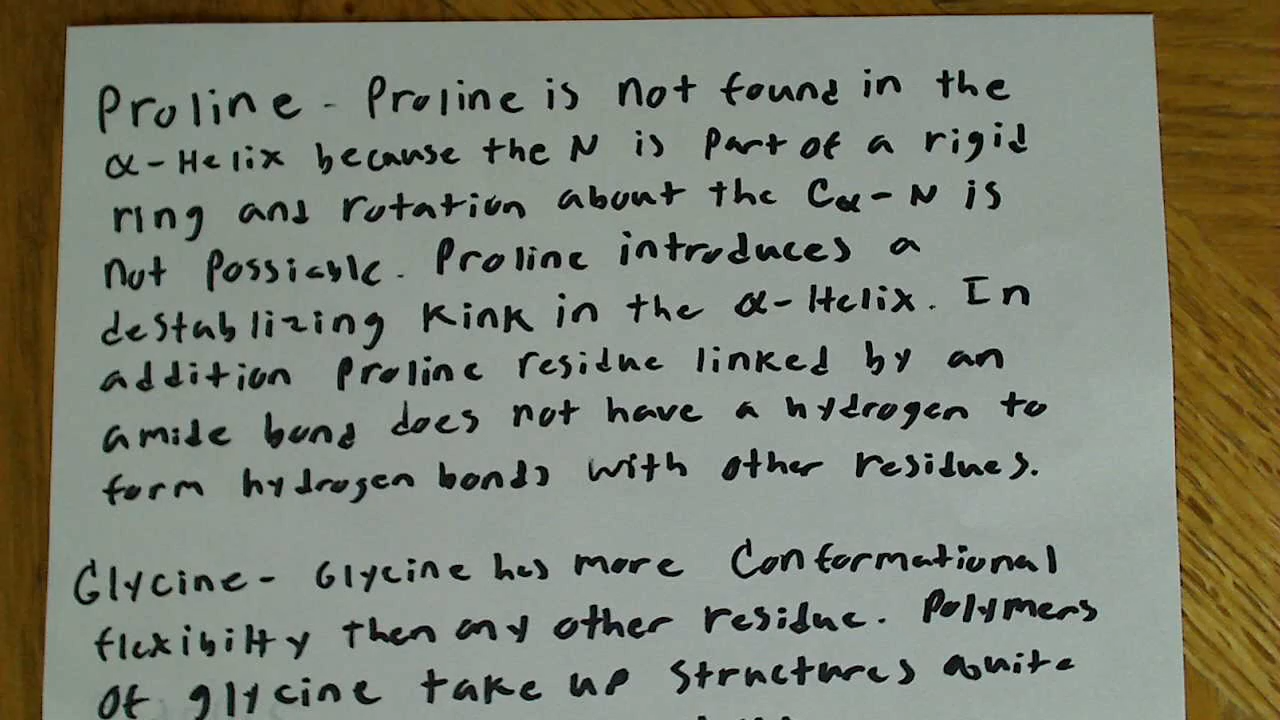 Proline - Proline is not found in the
α-Helix because the N is part of a rigid
ring and rotation about the Cα-N is
not possicble. Proline introduces a
destablizing kink in the α-Helix. In
addition proline residue linked by an
amide bond does not have a hydrogen to
form hydrogen bonds with other residues.
Glycine - Glycine has more Conformational
flexibilty then any other residue. Polymers
of glycine take up structures quite